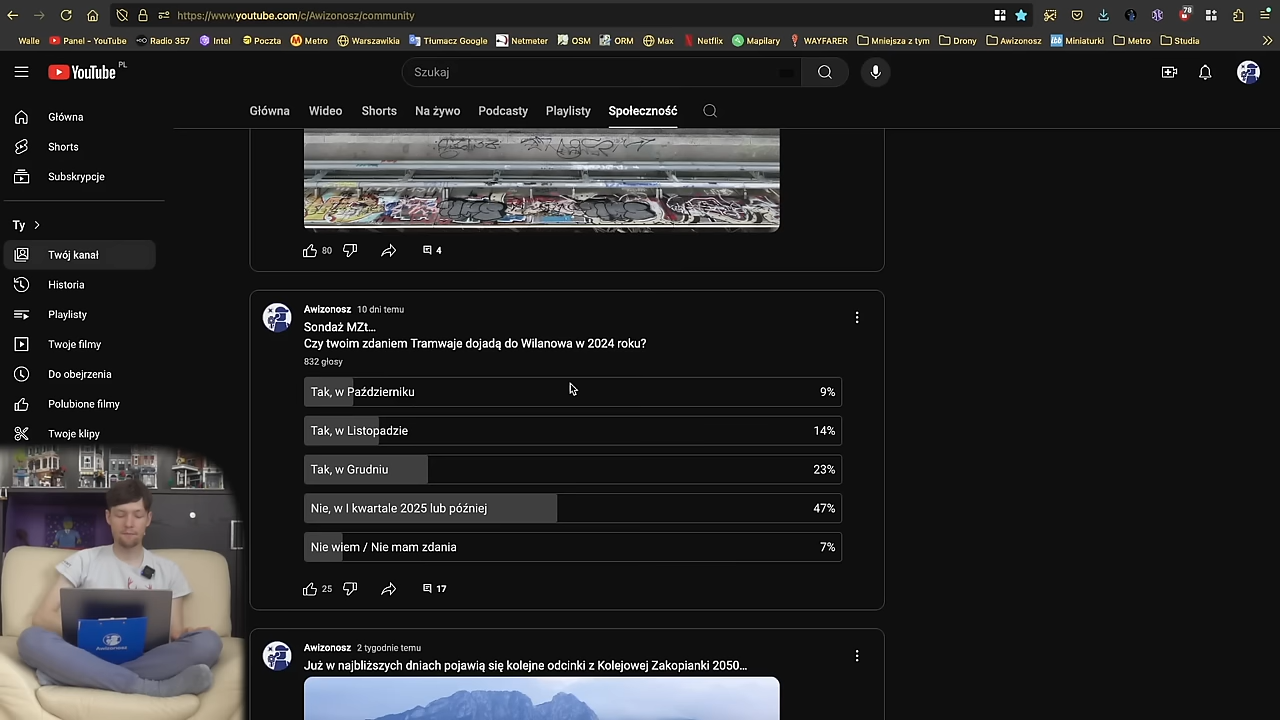 https://www.youtube.com/c/Awizonosz/community
78
Walle Panel - YouTube Radio 357 Intel Poczta Metro Warszawikia Tłumacz Google Netmeter OSM ORM Max Netflix Mapilary WAYFARER Mniejsza z tym Drony Awizonosz Miniaturki Metro Studia
YouTube PL
Szukaj
Główna Wideo Shorts Na żywo Podcasty Playlisty Społeczność
Główna
Shorts
Subskrypcje
Ty
Twój kanał
Historia
Playlisty
Twoje filmy
Do obejrzenia
Polubione filmy
Twoje klipy
80 4
Awizonosz 10 dni temu
Sondaż MZt...
Czy twoim zdaniem Tramwaje dojadą do Wilanowa w 2024 roku?
832 głosy
Tak, w Październiku 9%
Tak, w Listopadzie 14%
Tak, w Grudniu 23%
Nie, w I kwartale 2025 lub później 47%
Nie wiem / Nie mam zdania 7%
25 17
Awizonosz 2 tygodnie temu
Już w najbliższych dniach pojawią się kolejne odcinki z Kolejowej Zakopianki 2050...
Awizonosz